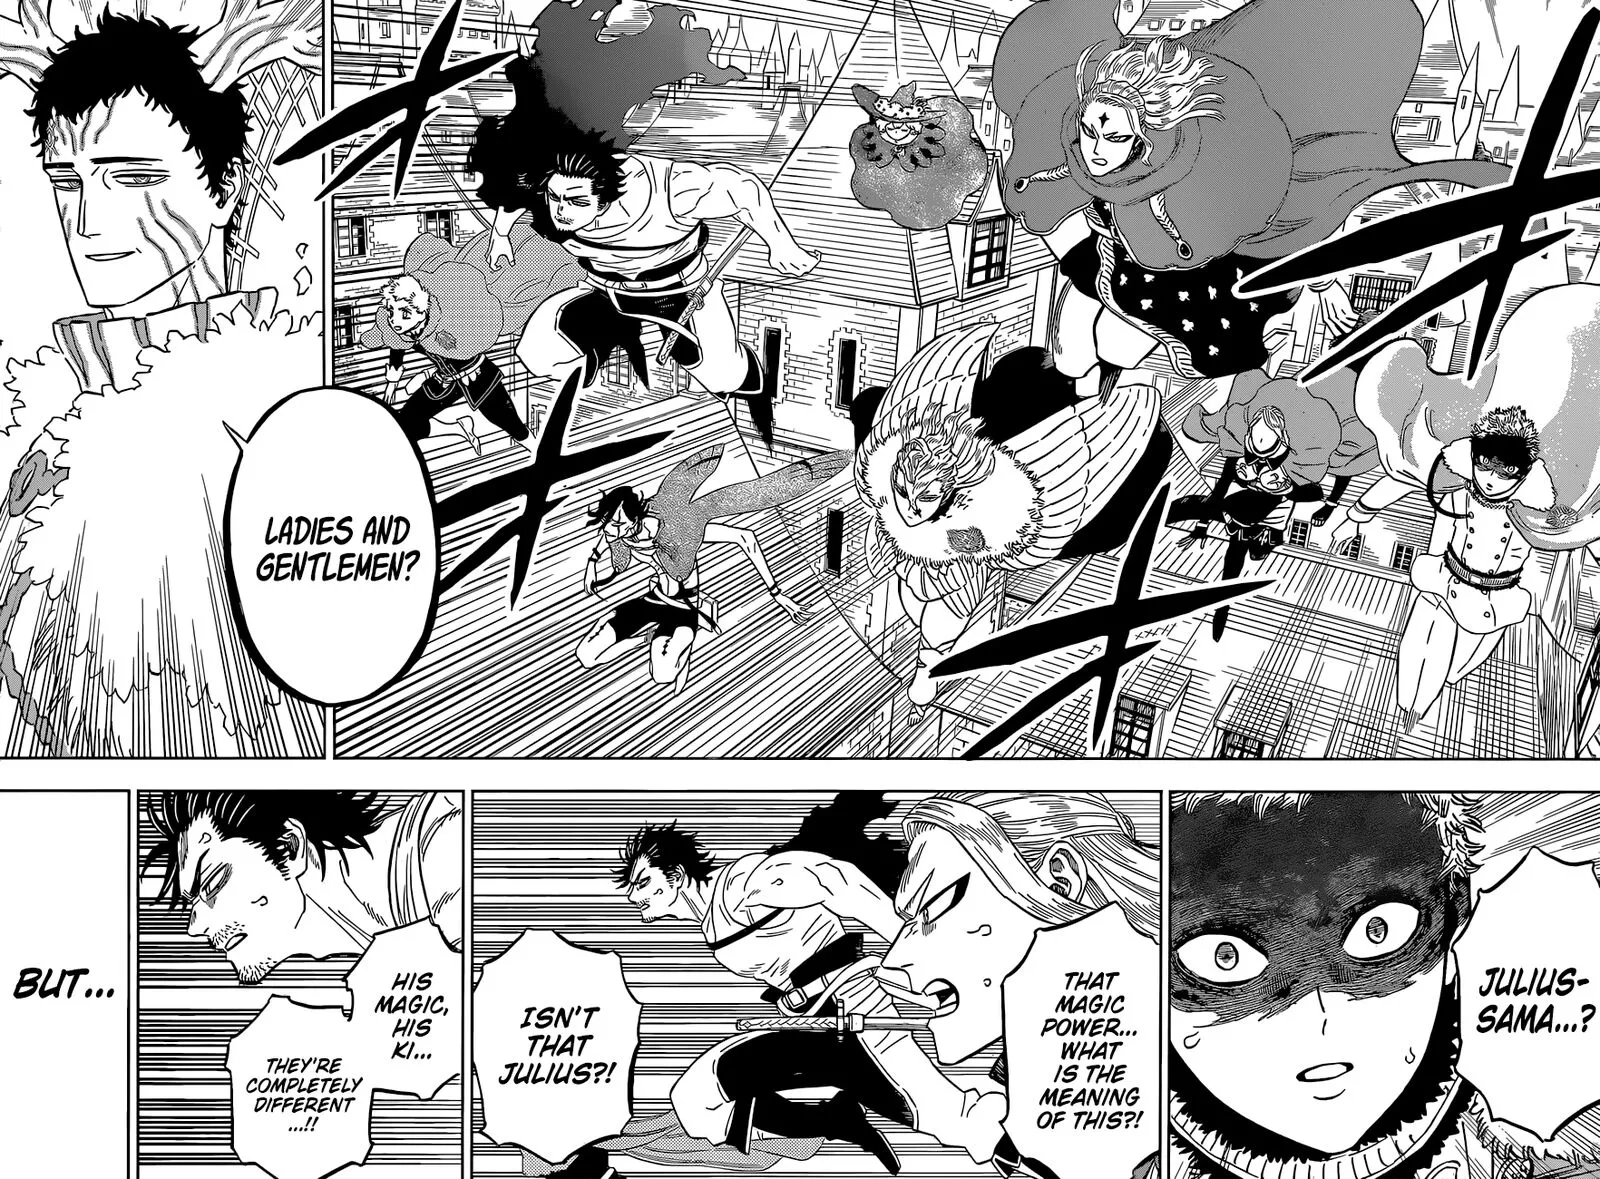 LADIES AND
GENTLEMEN?
JULIUS-
SAMA...?
THAT
MAGIC
POWER...
WHAT
IS THE
MEANING
OF THIS?!
ISN'T
THAT
JULIUS?!
HIS
MAGIC,
HIS
KI...
THEY'RE
COMPLETELY
DIFFERENT
...!!
BUT...